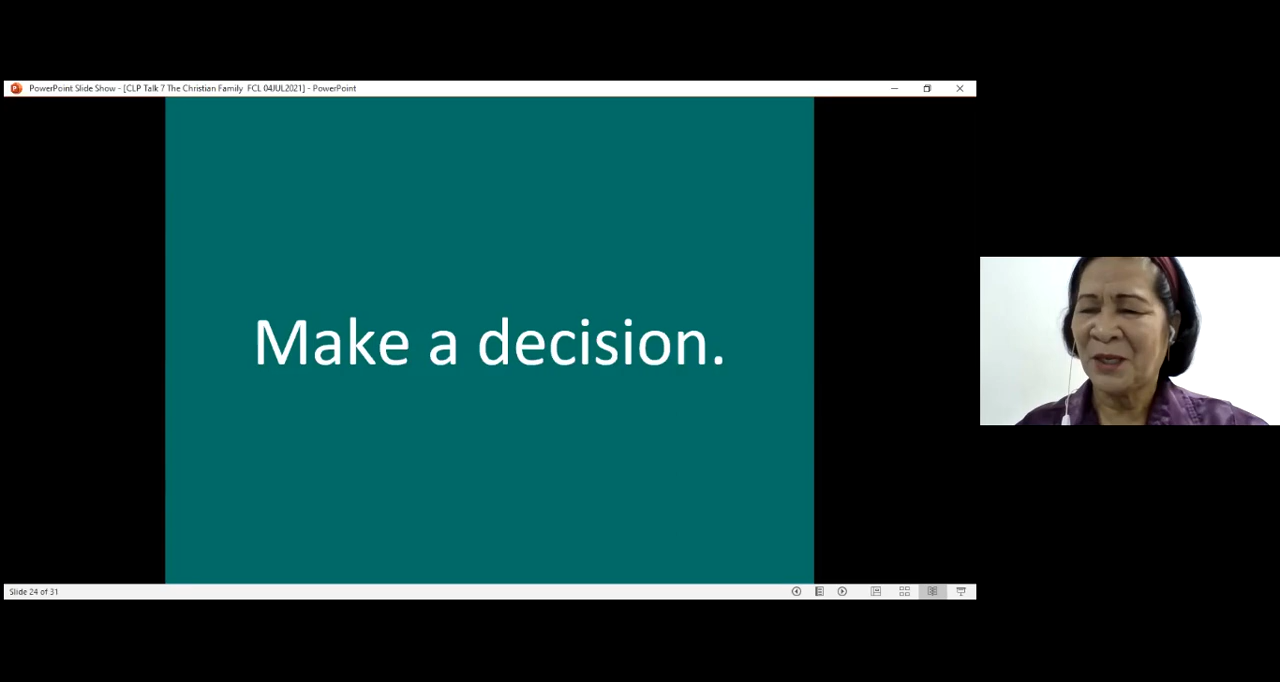 PowerPoint Slide Show - [CLP Talk 7 The Christian Family  FCL 04JUL2021] - PowerPoint
Make a decision.
Slide 24 of 31